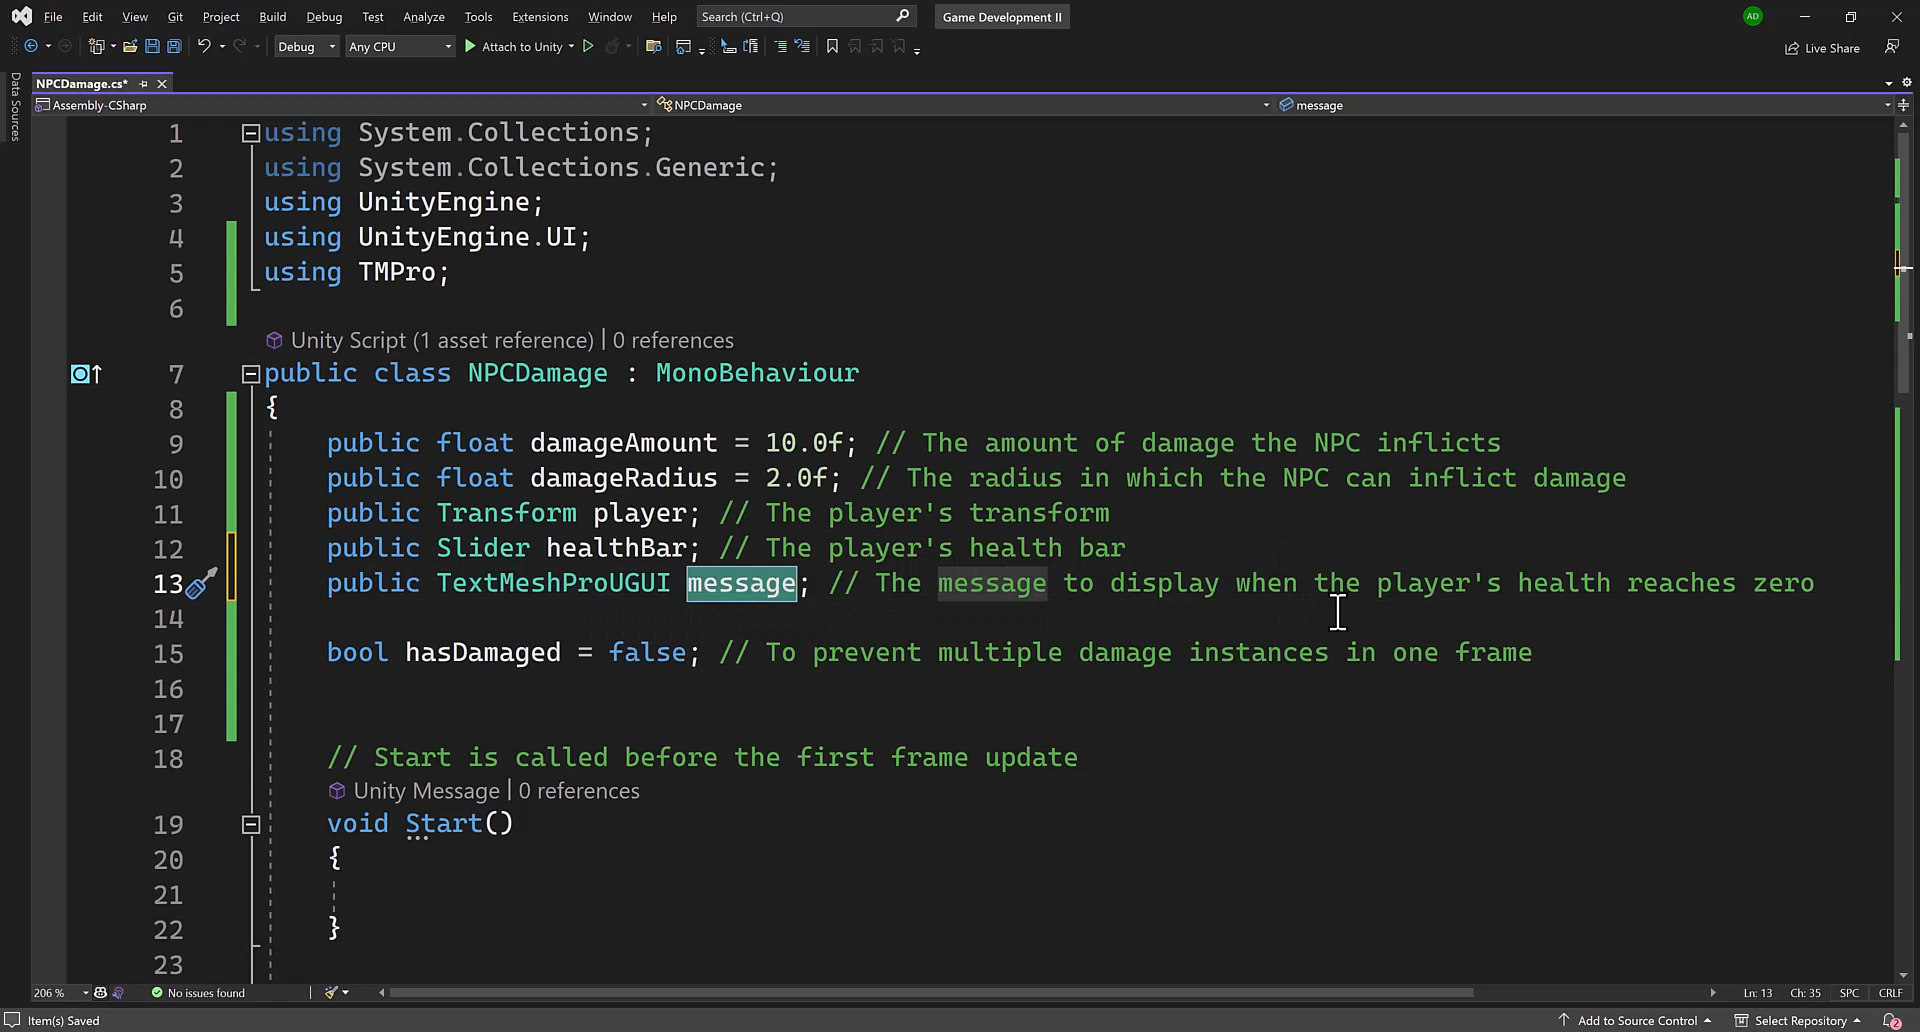 File Edit View Git Project Build Debug Test Analyze Tools Extensions Window Help Search (Ctrl+Q) Game Development II AD
Debug Any CPU Attach to Unity Live Share
Data Sources
NPCDamage.cs*
Assembly-CSharp NPCDamage message
1 using System.Collections;
2 using System.Collections.Generic;
3 using UnityEngine;
4 using UnityEngine.UI;
5 using TMPro;
6
Unity Script (1 asset reference) | 0 references
7 public class NPCDamage : MonoBehaviour
8 {
9 public float damageAmount = 10.0f; // The amount of damage the NPC inflicts
10 public float damageRadius = 2.0f; // The radius in which the NPC can inflict damage
11 public Transform player; // The player's transform
12 public Slider healthBar; // The player's health bar
13 public TextMeshProUGUI message; // The message to display when the player's health reaches zero
14
15 bool hasDamaged = false; // To prevent multiple damage instances in one frame
16
17
18 // Start is called before the first frame update
Unity Message | 0 references
19 void Start()
20 {
21
22 }
23
206 % No issues found Ln: 13 Ch: 35 SPC CRLF
Item(s) Saved Add to Source Control Select Repository 2